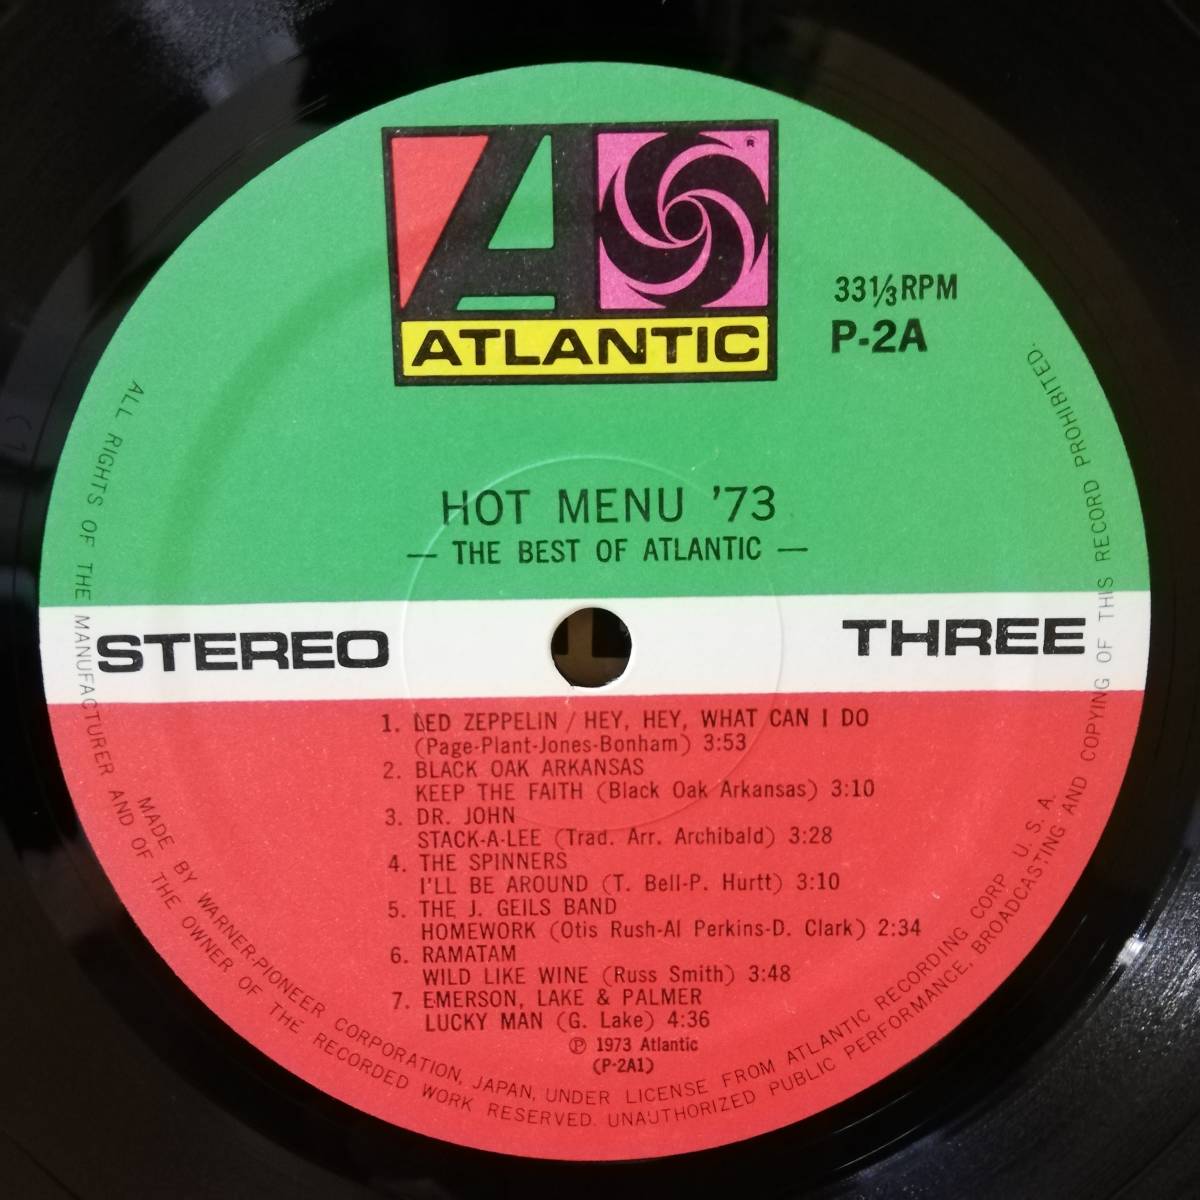 ®
ATLANTIC
33⅓RPM
P-2A
HOT MENU '73
— THE BEST OF ATLANTIC —
STEREO
THREE
1. LED ZEPPELIN / HEY, HEY, WHAT CAN I DO
(Page-Plant-Jones-Bonham) 3:53
2. BLACK OAK ARKANSAS
KEEP THE FAITH (Black Oak Arkansas) 3:10
3. DR. JOHN
STACK-A-LEE (Trad. Arr. Archibald) 3:28
4. THE SPINNERS
I'LL BE AROUND (T. Bell-P. Hurtt) 3:10
5. THE J. GEILS BAND
HOMEWORK (Otis Rush-Al Perkins-D. Clark) 2:34
6. RAMATAM
WILD LIKE WINE (Russ Smith) 3:48
7. EMERSON, LAKE & PALMER
LUCKY MAN (G. Lake) 4:36
℗ 1973 Atlantic
(P-2A1)
MADE BY WARNER-PIONEER CORPORATION, JAPAN, UNDER LICENSE FROM ATLANTIC RECORDING CORP U. S. A.
ALL RIGHTS OF THE MANUFACTURER AND OF THE OWNER OF THE RECORDED WORK RESERVED. UNAUTHORIZED PUBLIC PERFORMANCE, BROADCASTING AND COPYING OF THIS RECORD PROHIBITED.